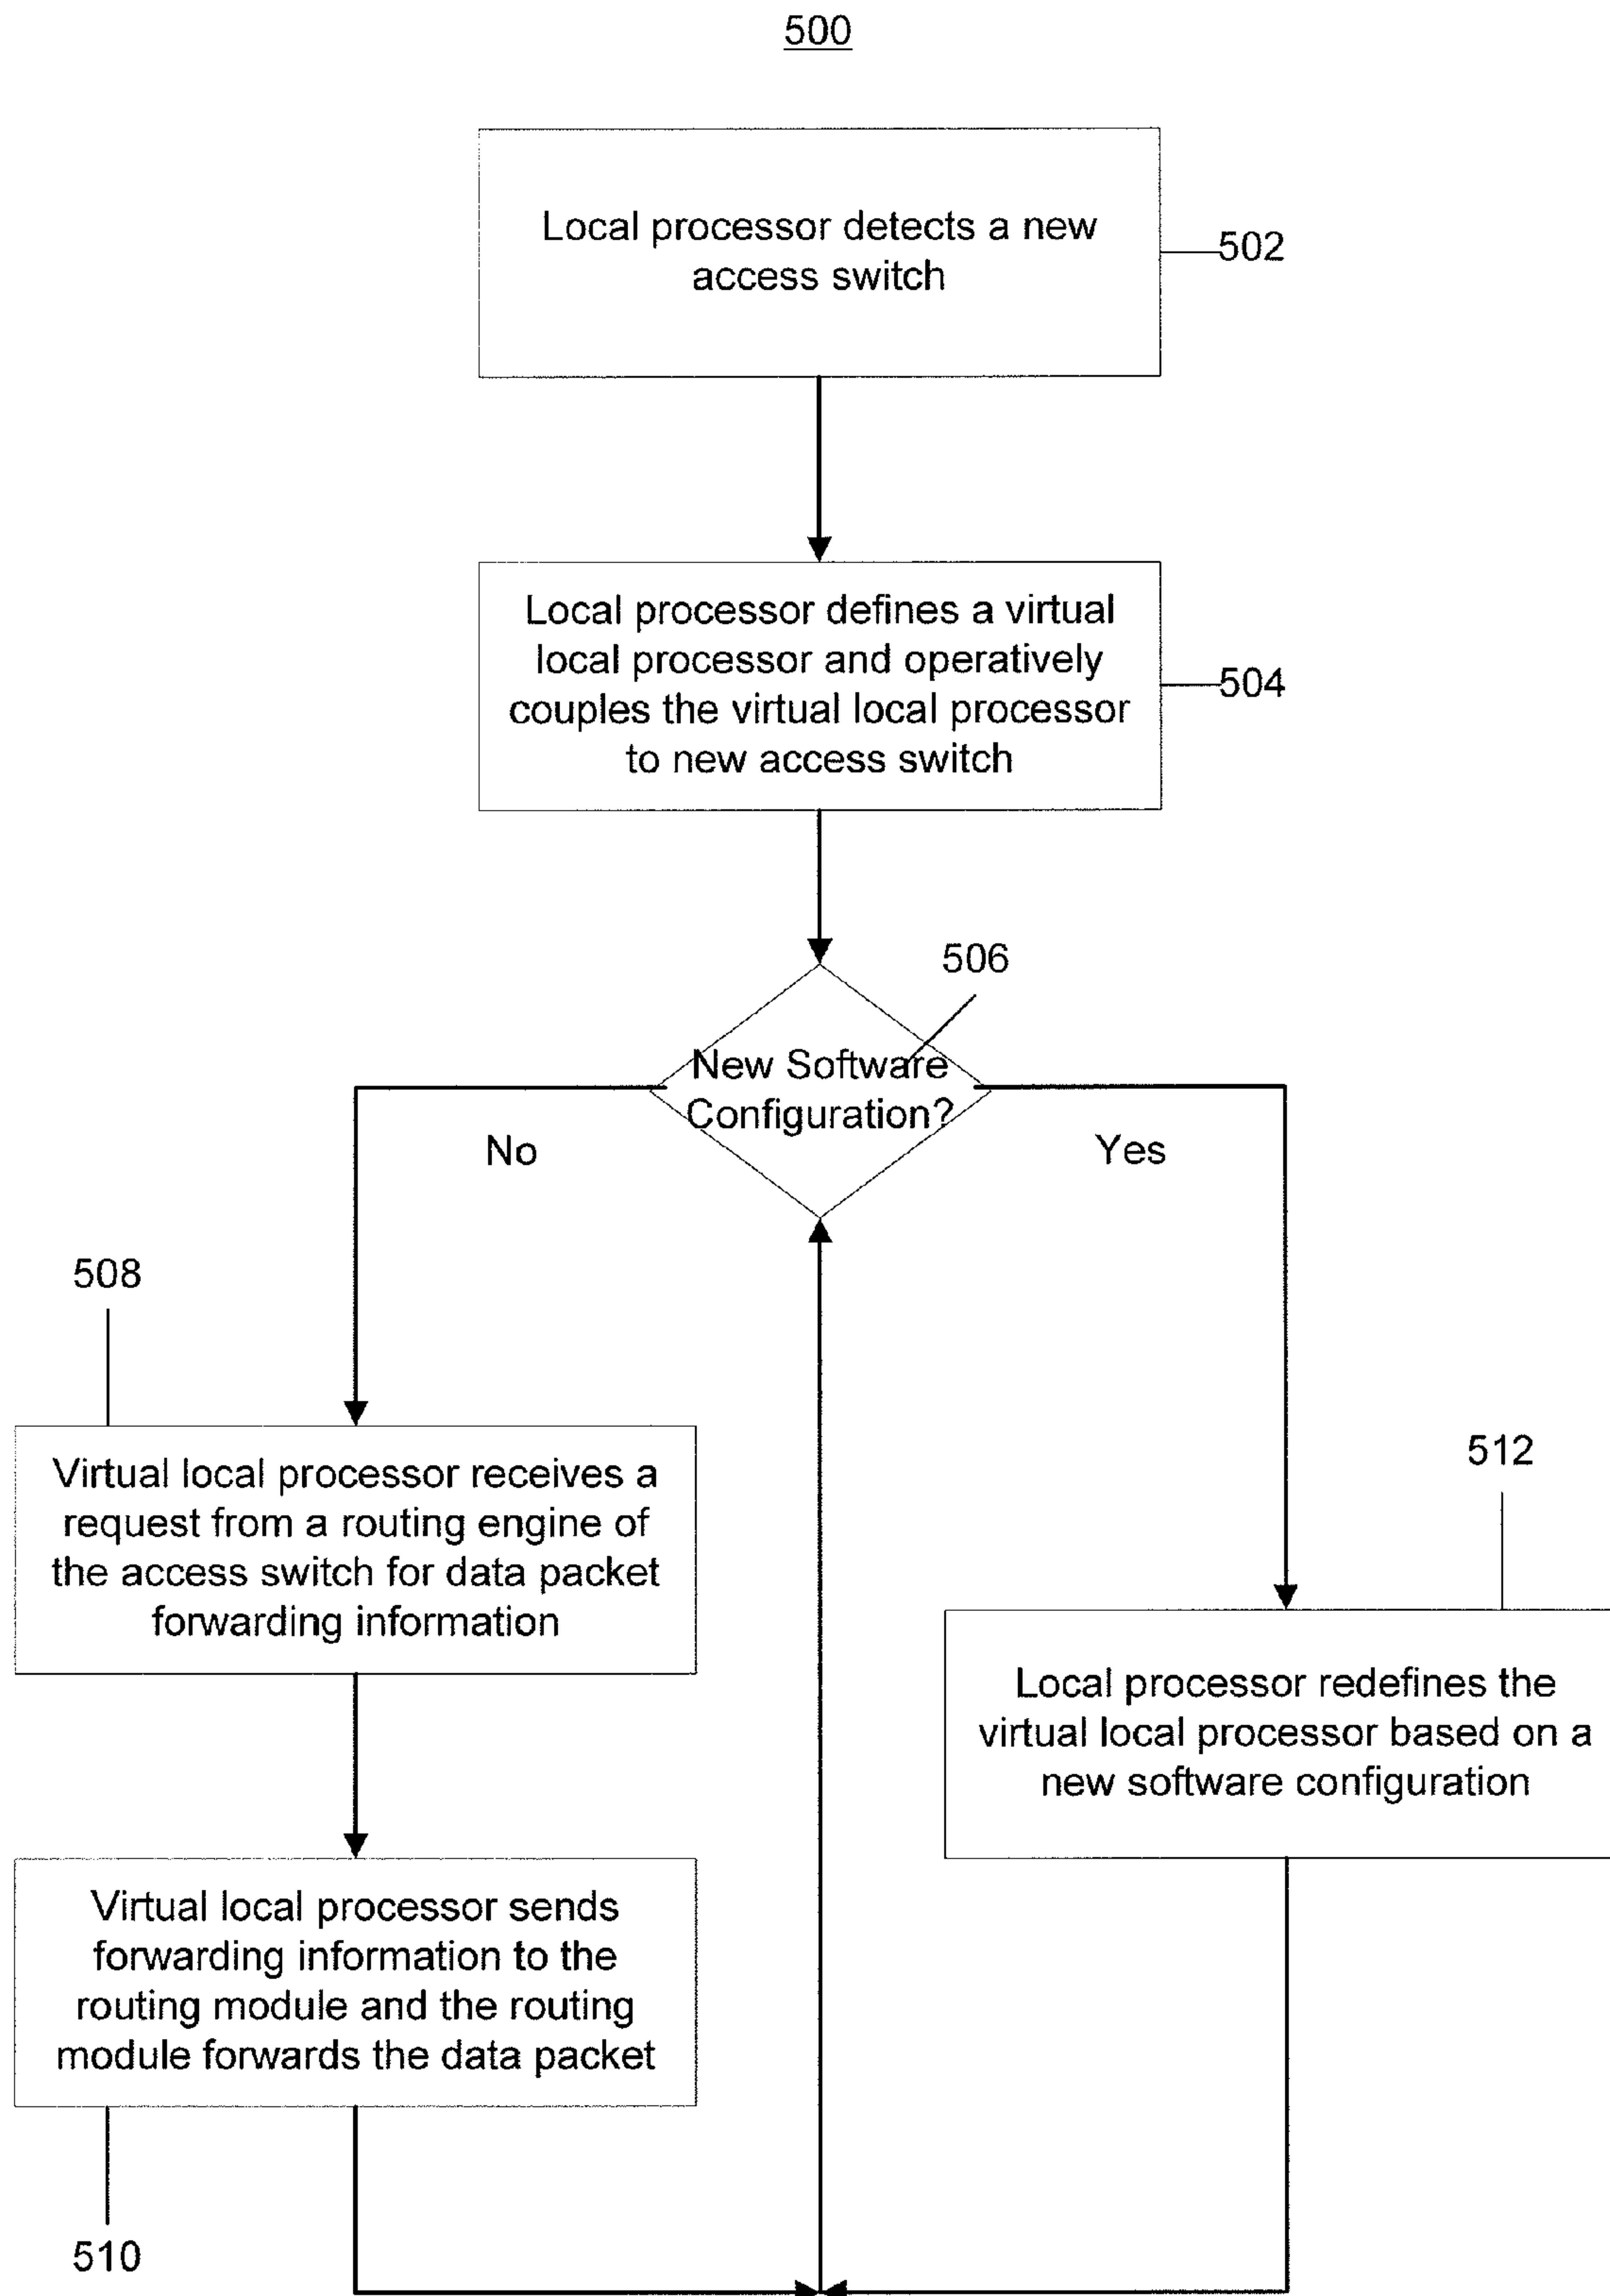 500
Local processor detects a new
access switch
502
Local processor defines a virtual
local processor and operatively
couples the virtual local processor
to new access switch
504
506
New Software
Configuration?
No
Yes
508
Virtual local processor receives a
request from a routing engine of
the access switch for data packet
forwarding information
512
Local processor redefines the
virtual local processor based on a
new software configuration
Virtual local processor sends
forwarding information to the
routing module and the routing
module forwards the data packet
510